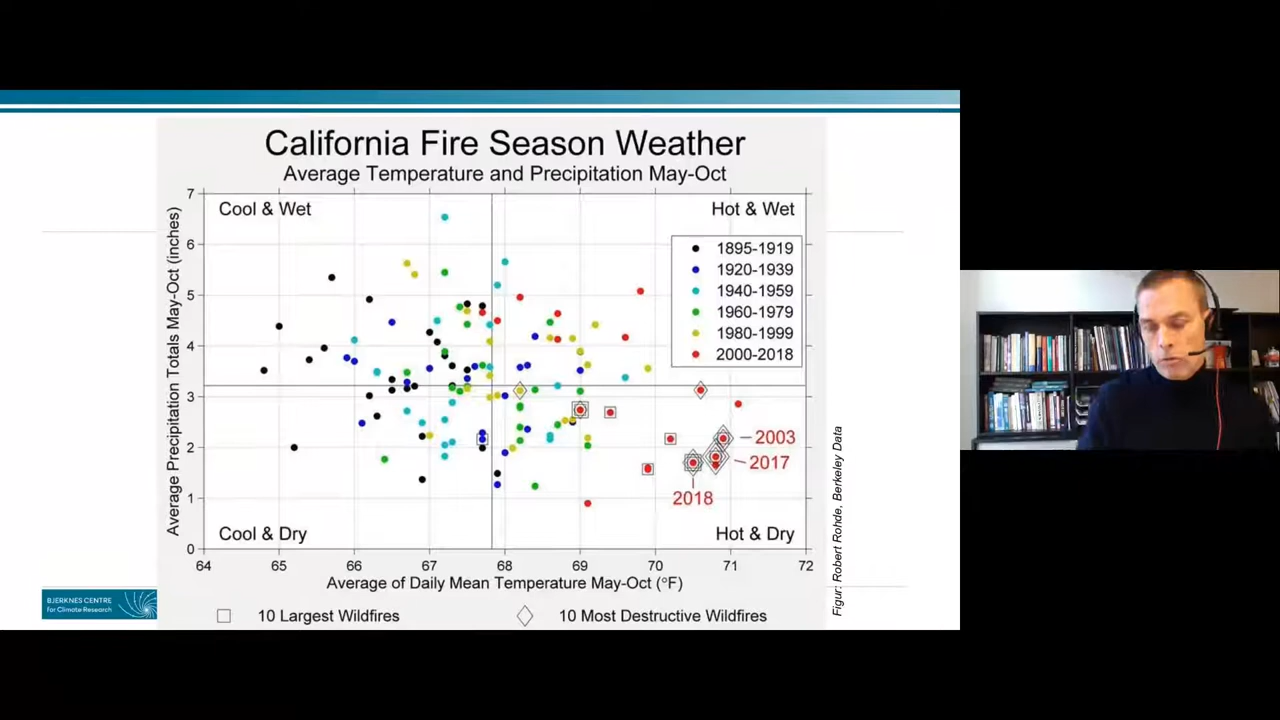 California Fire Season Weather
Average Temperature and Precipitation May-Oct
Average Precipitation Totals May-Oct (inches)
7
6
5
4
3
2
1
0
Cool & Wet
Hot & Wet
1895-1919
1920-1939
1940-1959
1960-1979
1980-1999
2000-2018
2003
2017
2018
Cool & Dry
Hot & Dry
64 65 66 67 68 69 70 71 72
Average of Daily Mean Temperature May-Oct (°F)
10 Largest Wildfires
10 Most Destructive Wildfires
Figur: Robert Rohde, Berkeley Data
BJERKNES CENTRE
for Climate Research